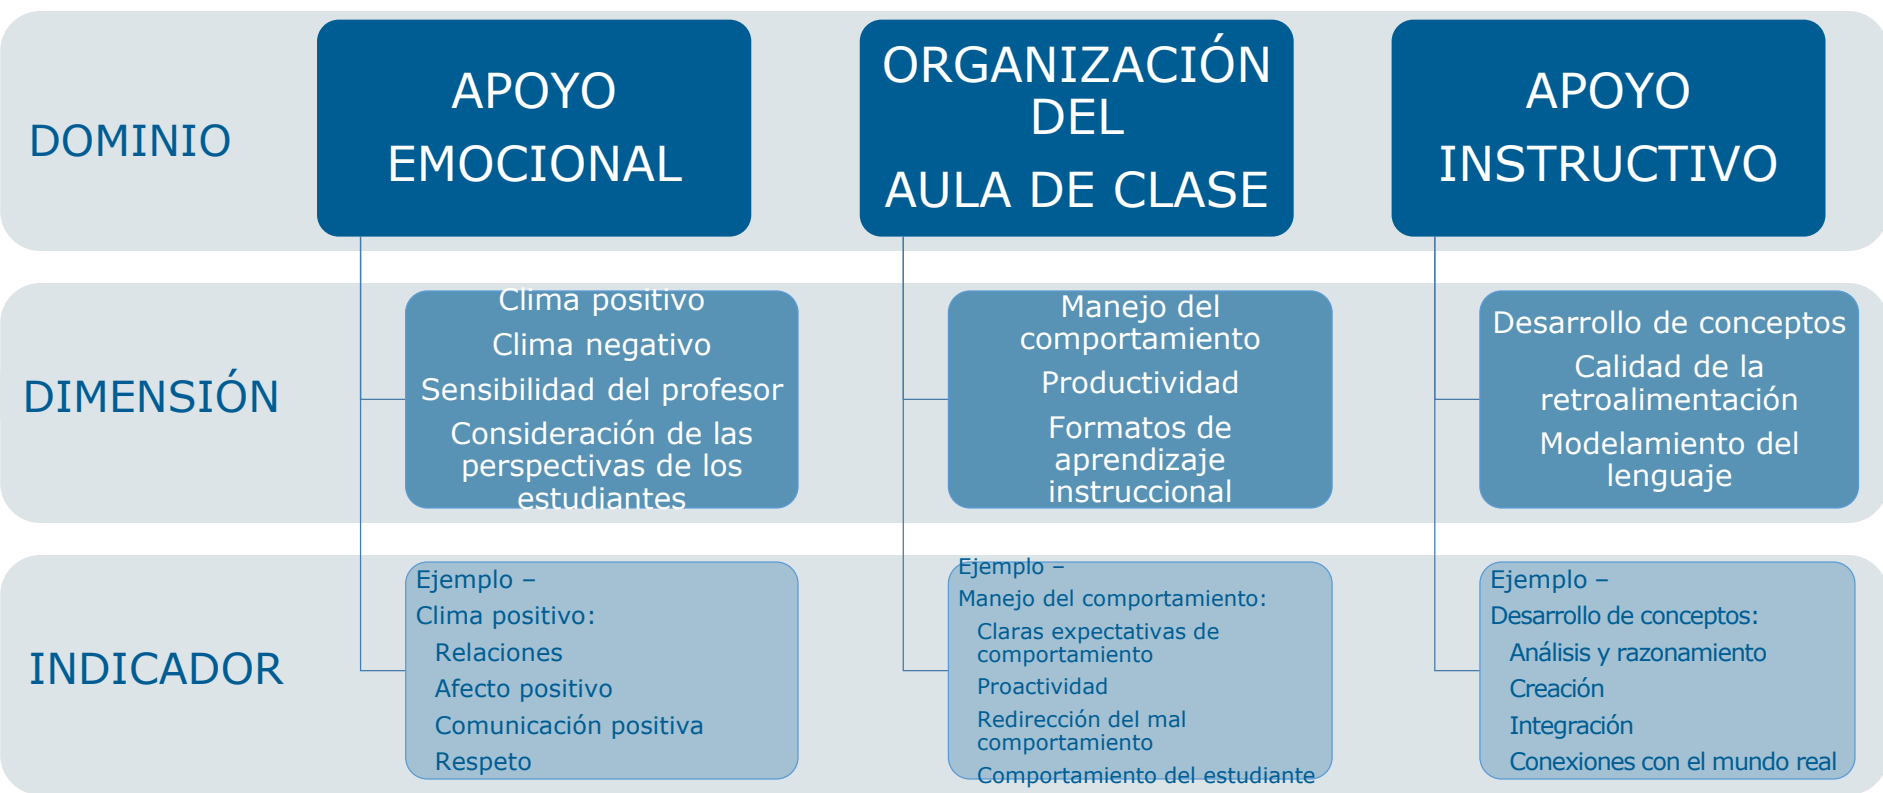 DOMINIO
APOYO
EMOCIONAL
ORGANIZACIÓN
DEL
AULA DE CLASE
APOYO
INSTRUCTIVO
DIMENSIÓN
Clima positivo
Clima negativo
Sensibilidad del profesor
Consideración de las
perspectivas de los
estudiantes
Manejo del
comportamiento
Productividad
Formatos de
aprendizaje
instruccional
Desarrollo de conceptos
Calidad de la
retroalimentación
Modelamiento del
lenguaje
INDICADOR
Ejemplo –
Clima positivo:
Relaciones
Afecto positivo
Comunicación positiva
Respeto
Ejemplo –
Manejo del comportamiento:
Claras expectativas de
comportamiento
Proactividad
Redirección del mal
comportamiento
Comportamiento del estudiante
Ejemplo –
Desarrollo de conceptos:
Análisis y razonamiento
Creación
Integración
Conexiones con el mundo real